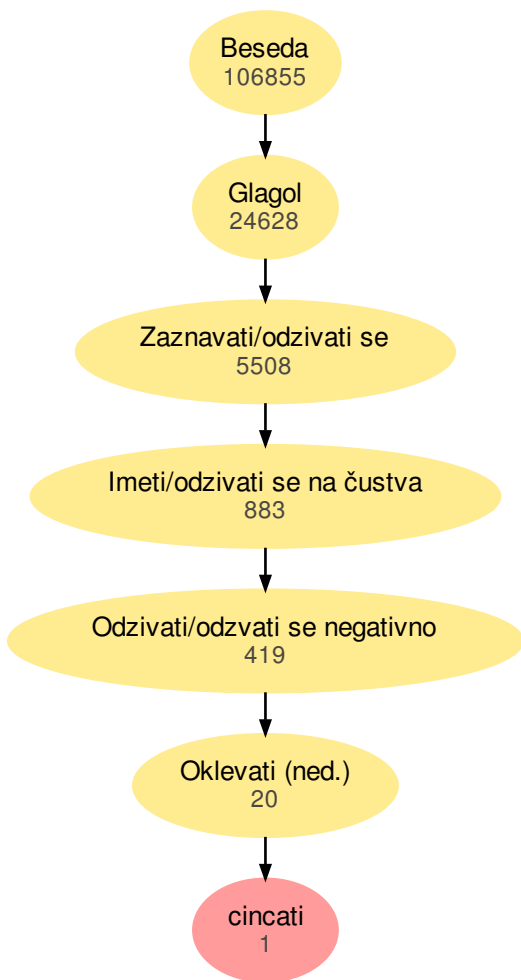 Beseda
106855
Glagol
24628
Zaznavati/odzivati se
5508
Imeti/odzivati se na čustva
883
Odzivati/odzvati se negativno
419
Oklevati (ned.)
20
cincati
1